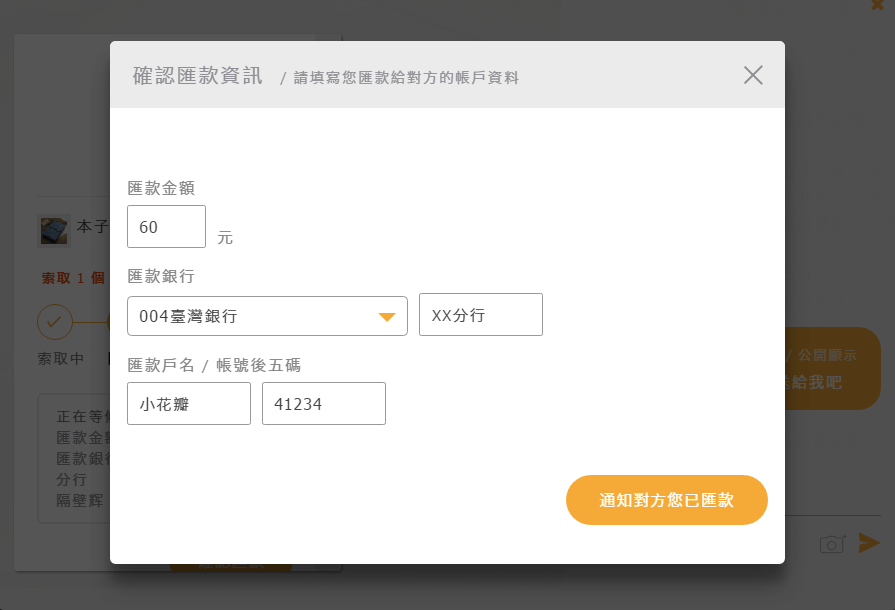 確認匯款資訊 / 請填寫您匯款給對方的帳戶資料
匯款金額
60 元
匯款銀行
004臺灣銀行 XX分行
匯款戶名 / 帳號後五碼
小花瓣 41234
通知對方您已匯款
本子
索取 1 個
索取中
正在等
匯款金
匯款銀
分行
隔壁辉
/ 公開顯示
給我吧